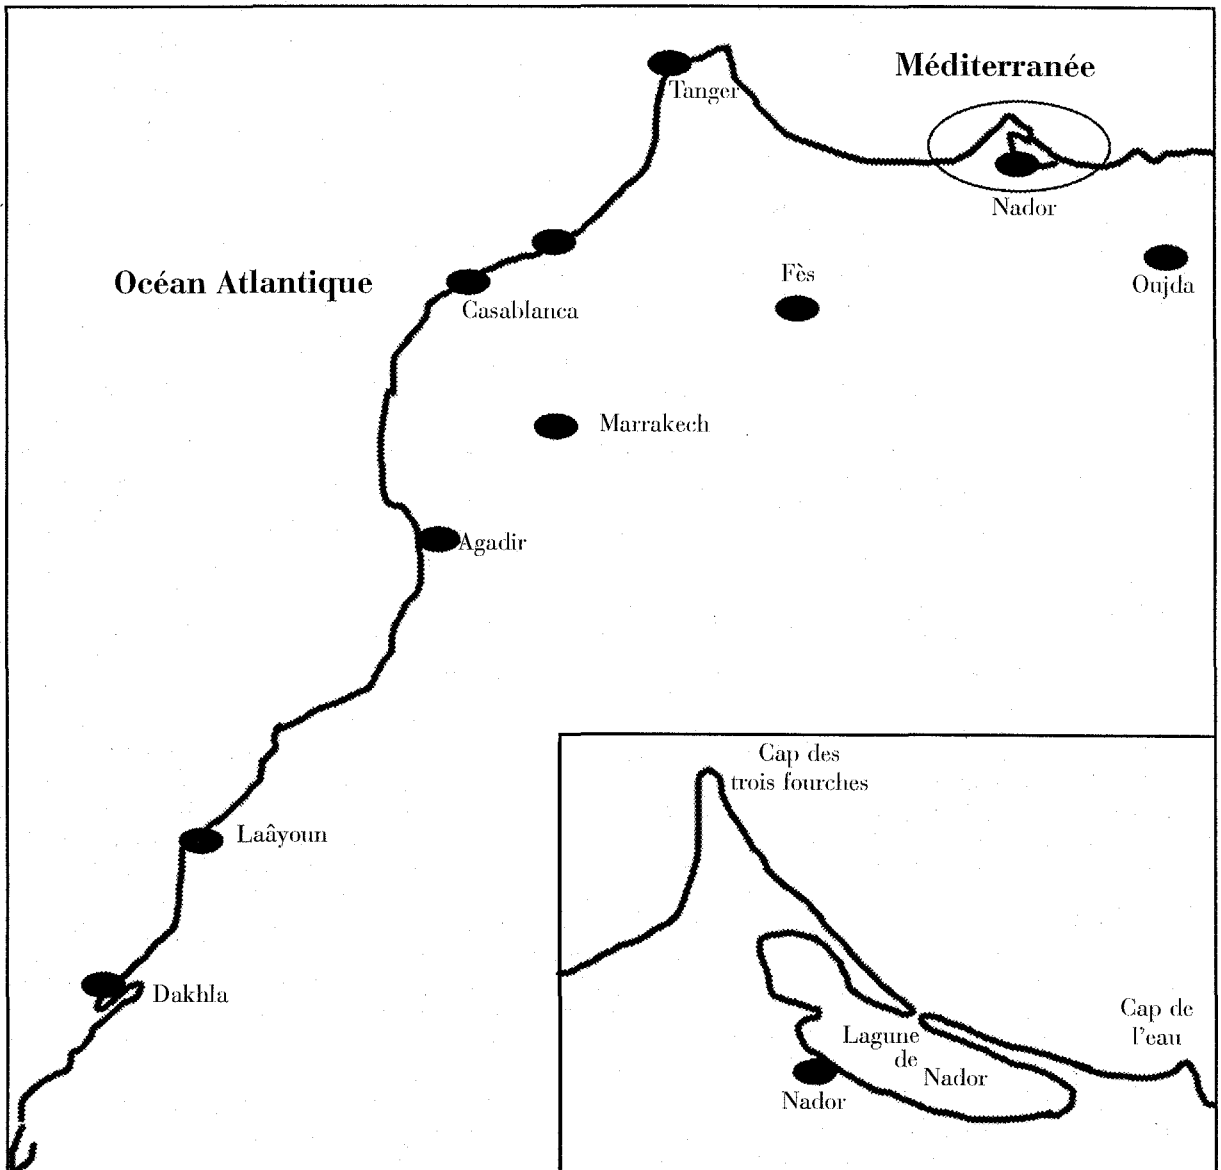 Méditerranée
Tanger
Nador
Océan Atlantique
Casablanca
Fès
Oujda
Marrakech
Agadir
Laâyoun
Dakhla
Cap des
trois fourches
Cap de
l'eau
Lagune
de
Nador
Nador